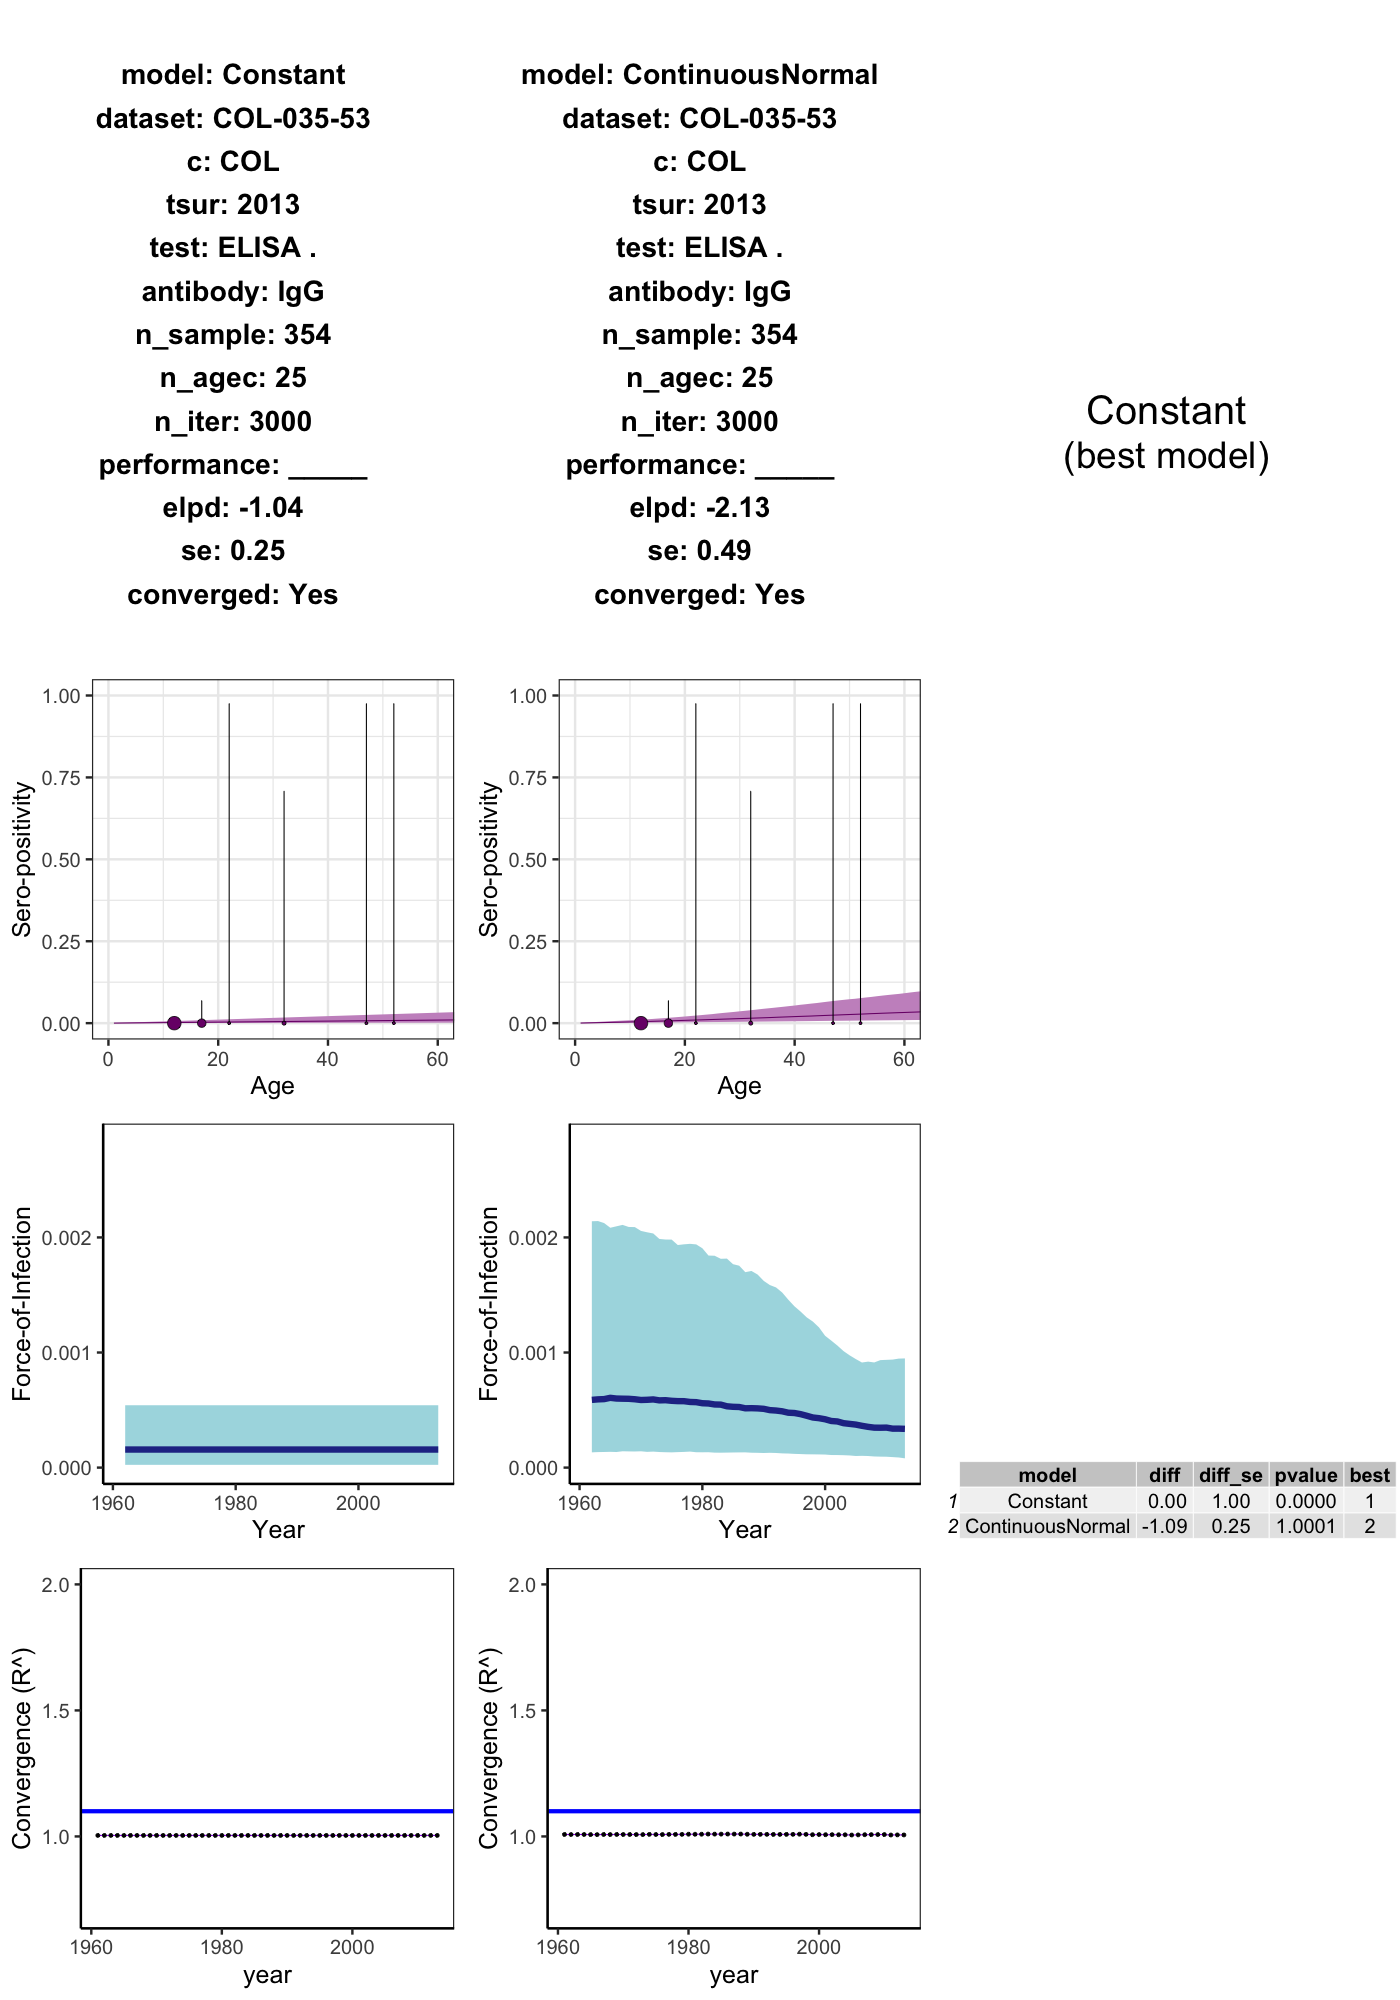 model: Constant
dataset: COL-035-53
c: COL
tsur: 2013
test: ELISA .
antibody: IgG
n_sample: 354
n_agec: 25
n_iter: 3000
performance: _____
elpd: -1.04
se: 0.25
converged: Yes
model: ContinuousNormal
dataset: COL-035-53
c: COL
tsur: 2013
test: ELISA .
antibody: IgG
n_sample: 354
n_agec: 25
n_iter: 3000
performance: _____
elpd: -2.13
se: 0.49
converged: Yes
Constant
(best model)
Sero-positivity
1.00
0.75
0.50
0.25
0.00
0 20 40 60
Age
Sero-positivity
1.00
0.75
0.50
0.25
0.00
0 20 40 60
Age
Force-of-Infection
0.002
0.001
0.000
1960 1980 2000
Year
Force-of-Infection
0.002
0.001
0.000
1960 1980 2000
Year
model diff diff_se pvalue best
1 Constant 0.00 1.00 0.0000 1
2 ContinuousNormal -1.09 0.25 1.0001 2
Convergence (R^)
2.0
1.5
1.0
1960 1980 2000
year
Convergence (R^)
2.0
1.5
1.0
1960 1980 2000
year